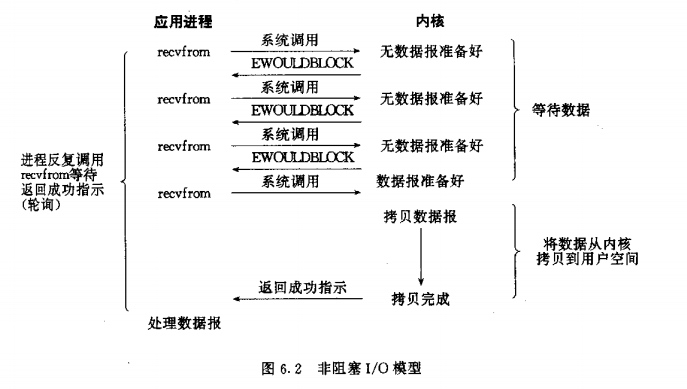 应用进程 内核
系统调用
recvfrom 无数据报准备好
EWOULDBLOCK
系统调用
recvfrom 无数据报准备好
EWOULDBLOCK
等待数据
系统调用
recvfrom 无数据报准备好
EWOULDBLOCK
进程反复调用
recvfrom等待
返回成功指示
(轮询)
系统调用
recvfrom 数据报准备好
拷贝数据报
将数据从内核
拷贝到用户空间
返回成功指示
拷贝完成
处理数据报
图 6.2 非阻塞 I/O 模型